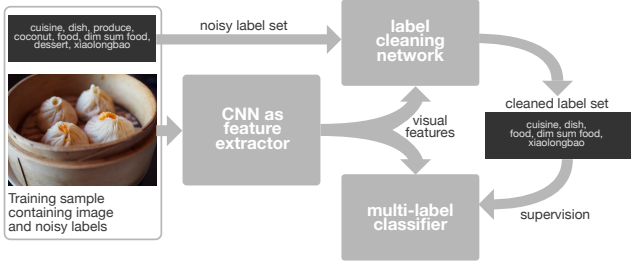 cuisine, dish, produce,
coconut, food, dim sum food,
dessert, xiaolongbao
noisy label set
label
cleaning
network
CNN as
feature
extractor
visual
features
cleaned label set
cuisine, dish,
food, dim sum food,
xiaolongbao
Training sample
containing image
and noisy labels
multi-label
classifier
supervision